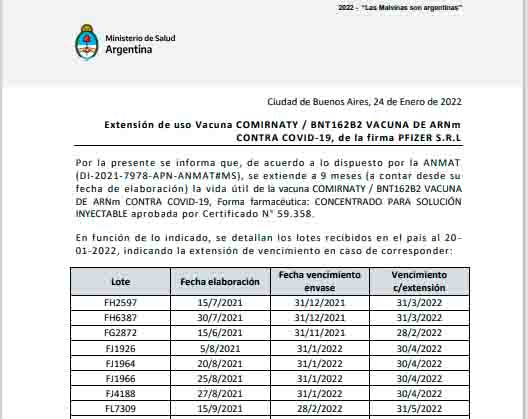 2022 - "Las Malvinas son argentinas"
Ministerio de Salud
Argentina
Ciudad de Buenos Aires, 24 de Enero de 2022
Extensión de uso Vacuna COMIRNATY / BNT162B2 VACUNA DE ARNm
CONTRA COVID-19, de la firma PFIZER S.R.L
Por la presente se informa que, de acuerdo a lo dispuesto por la ANMAT
(DI-2021-7978-APN-ANMAT#MS), se extiende a 9 meses (a contar desde su
fecha de elaboración) la vida útil de la vacuna COMIRNATY / BNT162B2 VACUNA
DE ARNm CONTRA COVID-19, Forma farmacéutica: CONCENTRADO PARA SOLUCIÓN
INYECTABLE aprobada por Certificado N° 59.358.
En función de lo indicado, se detallan los lotes recibidos en el país al 20-
01-2022, indicando la extensión de vencimiento en caso de corresponder:
Lote Fecha elaboración Fecha vencimiento envase Vencimiento c/extensión
FH2597 15/7/2021 31/12/2021 31/3/2022
FH6387 30/7/2021 31/12/2021 31/3/2022
FG2872 15/6/2021 31/11/2021 28/2/2022
FJ1926 5/8/2021 31/1/2022 30/4/2022
FJ1964 20/8/2021 31/1/2022 30/4/2022
FJ1966 25/8/2021 31/1/2022 30/4/2022
FJ4188 27/8/2021 31/1/2022 30/4/2022
FL7309 15/9/2021 28/2/2022 31/5/2022